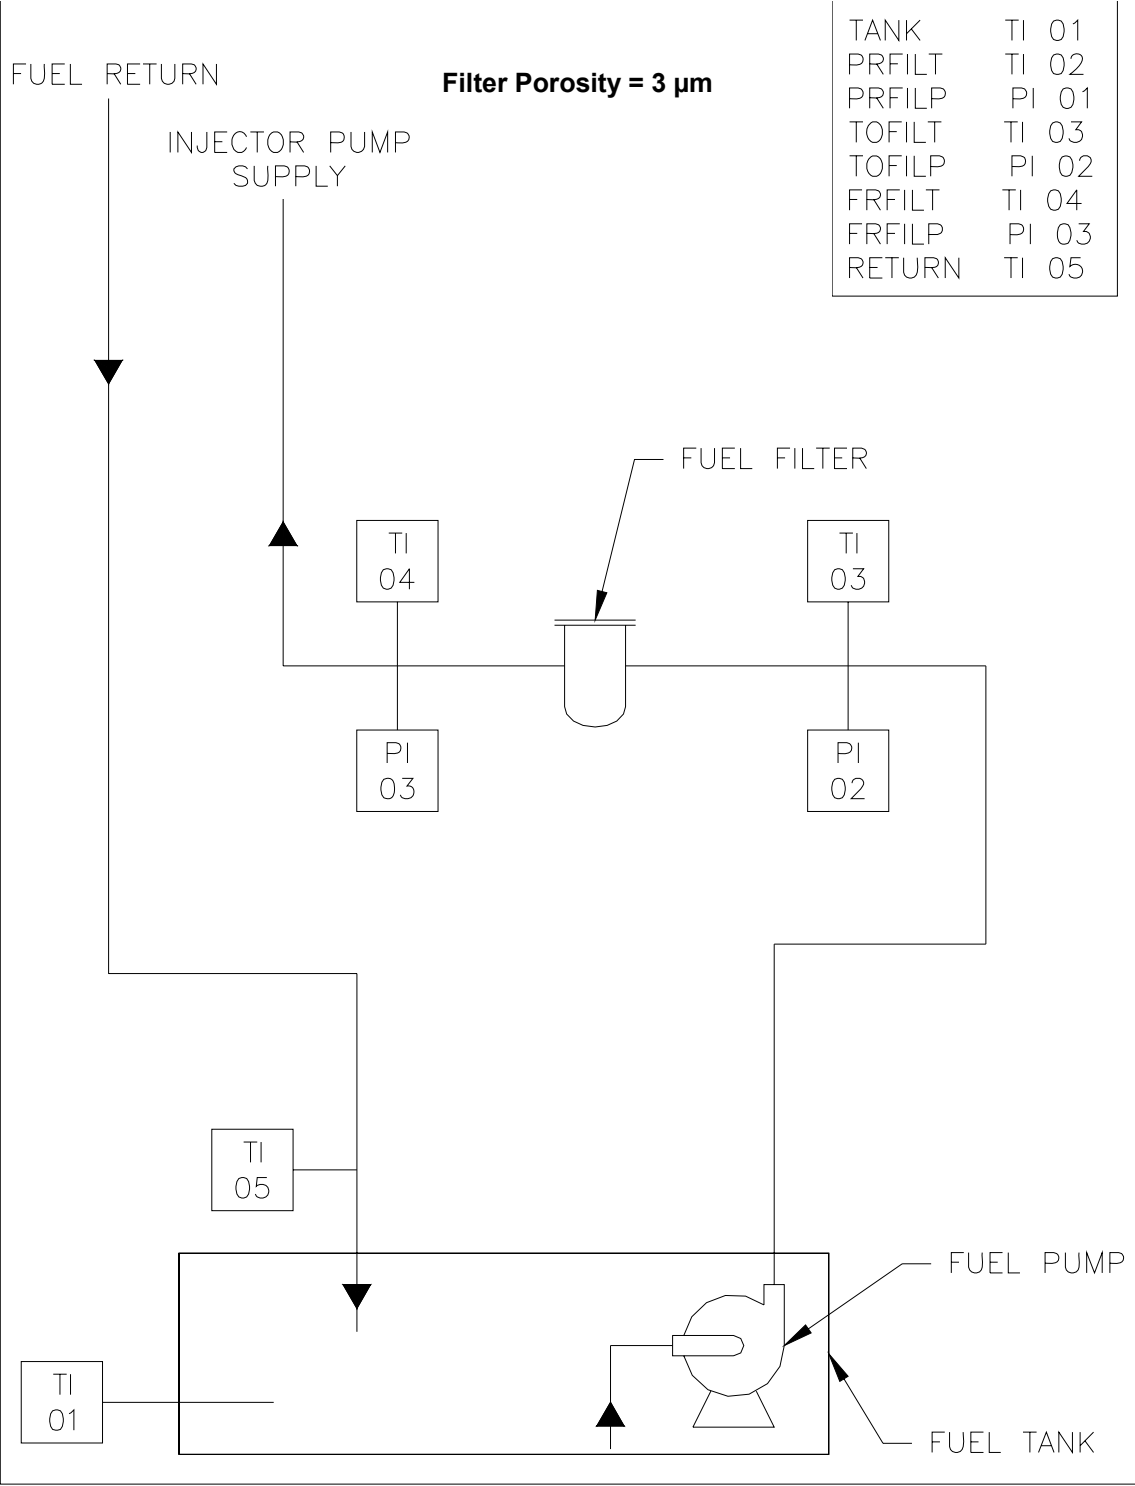 TANK TI 01
PRFILT TI 02
PRFILP PI 01
TOFILT TI 03
TOFILP PI 02
FRFILT TI 04
FRFILP PI 03
RETURN TI 05
FUEL RETURN
Filter Porosity = 3 µm
INJECTOR PUMP
SUPPLY
FUEL FILTER
TI
04
TI
03
PI
03
PI
02
TI
05
FUEL PUMP
TI
01
FUEL TANK